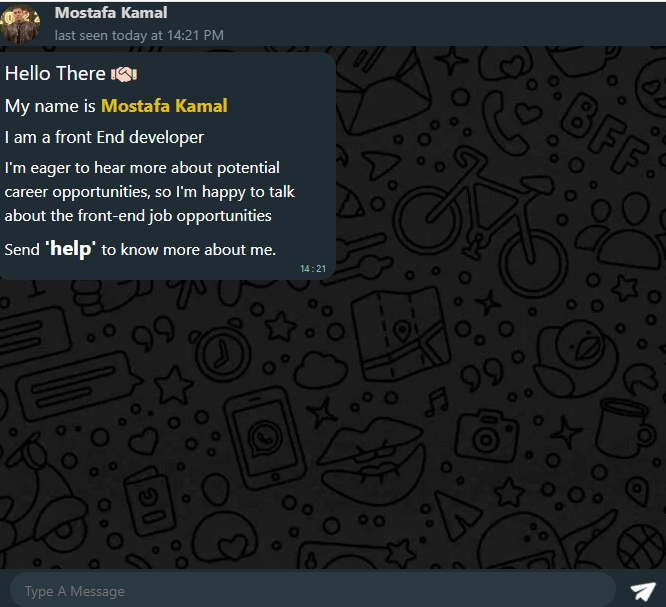 Mostafa Kamal
last seen today at 14:21 PM
Hello There
My name is Mostafa Kamal
I am a front End developer
I'm eager to hear more about potential
career opportunities, so I'm happy to talk
about the front-end job opportunities
Send 'help' to know more about me.
14:21
BFF
Type A Message